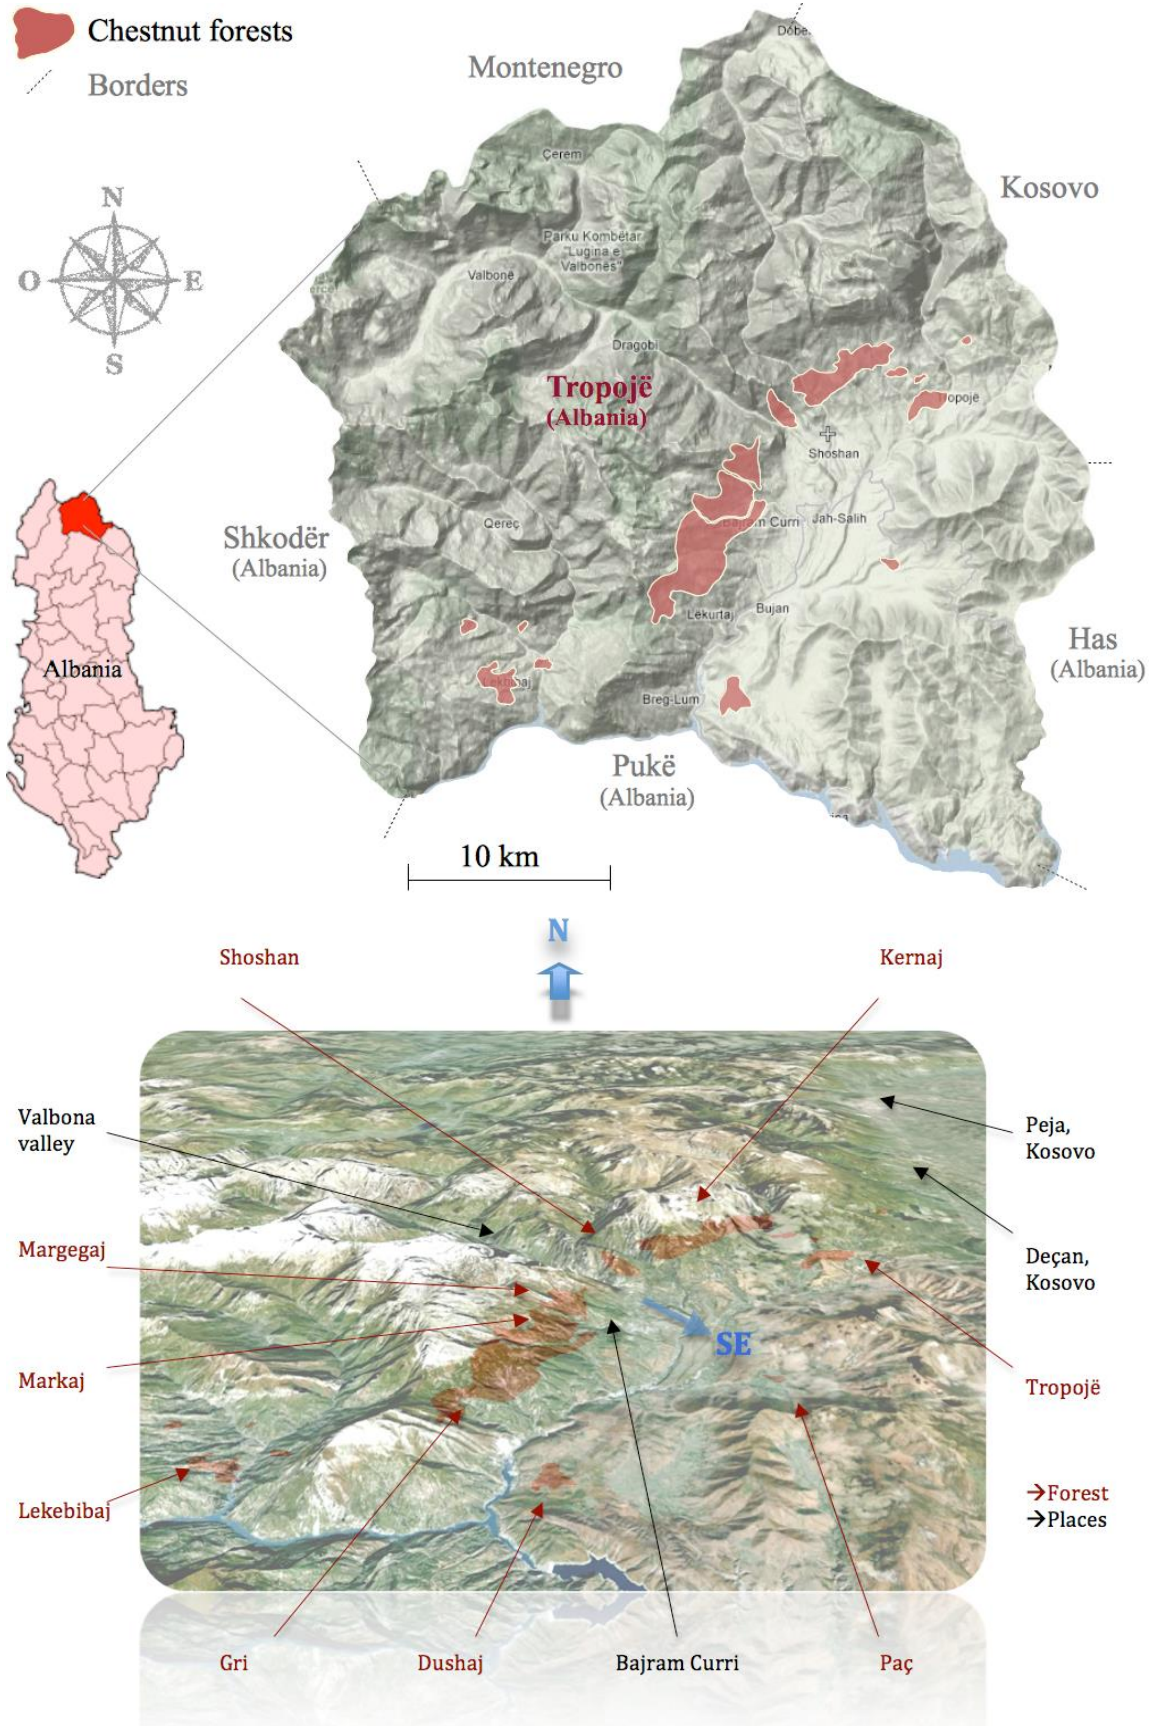 Chestnut forests
Borders
Montenegro
Kosovo
N
O
E
S
Çerem
Parku Kombëtar
"Lugina e
Valbonës"
Valbonë
Dragobi
Tropojë
(Albania)
Shoshan
Shkodër
(Albania)
Qereç
Bajram Curri
Jah-Salih
Lëkurtaj
Bujan
Has
(Albania)
Albania
Breg-Lum
Pukë
(Albania)
10 km
N
Shoshan
Kernaj
Valbona
valley
Peja,
Kosovo
Margegaj
Deçan,
Kosovo
SE
Markaj
Tropojë
Lekebibaj
→Forest
→Places
Gri
Dushaj
Bajram Curri
Paç